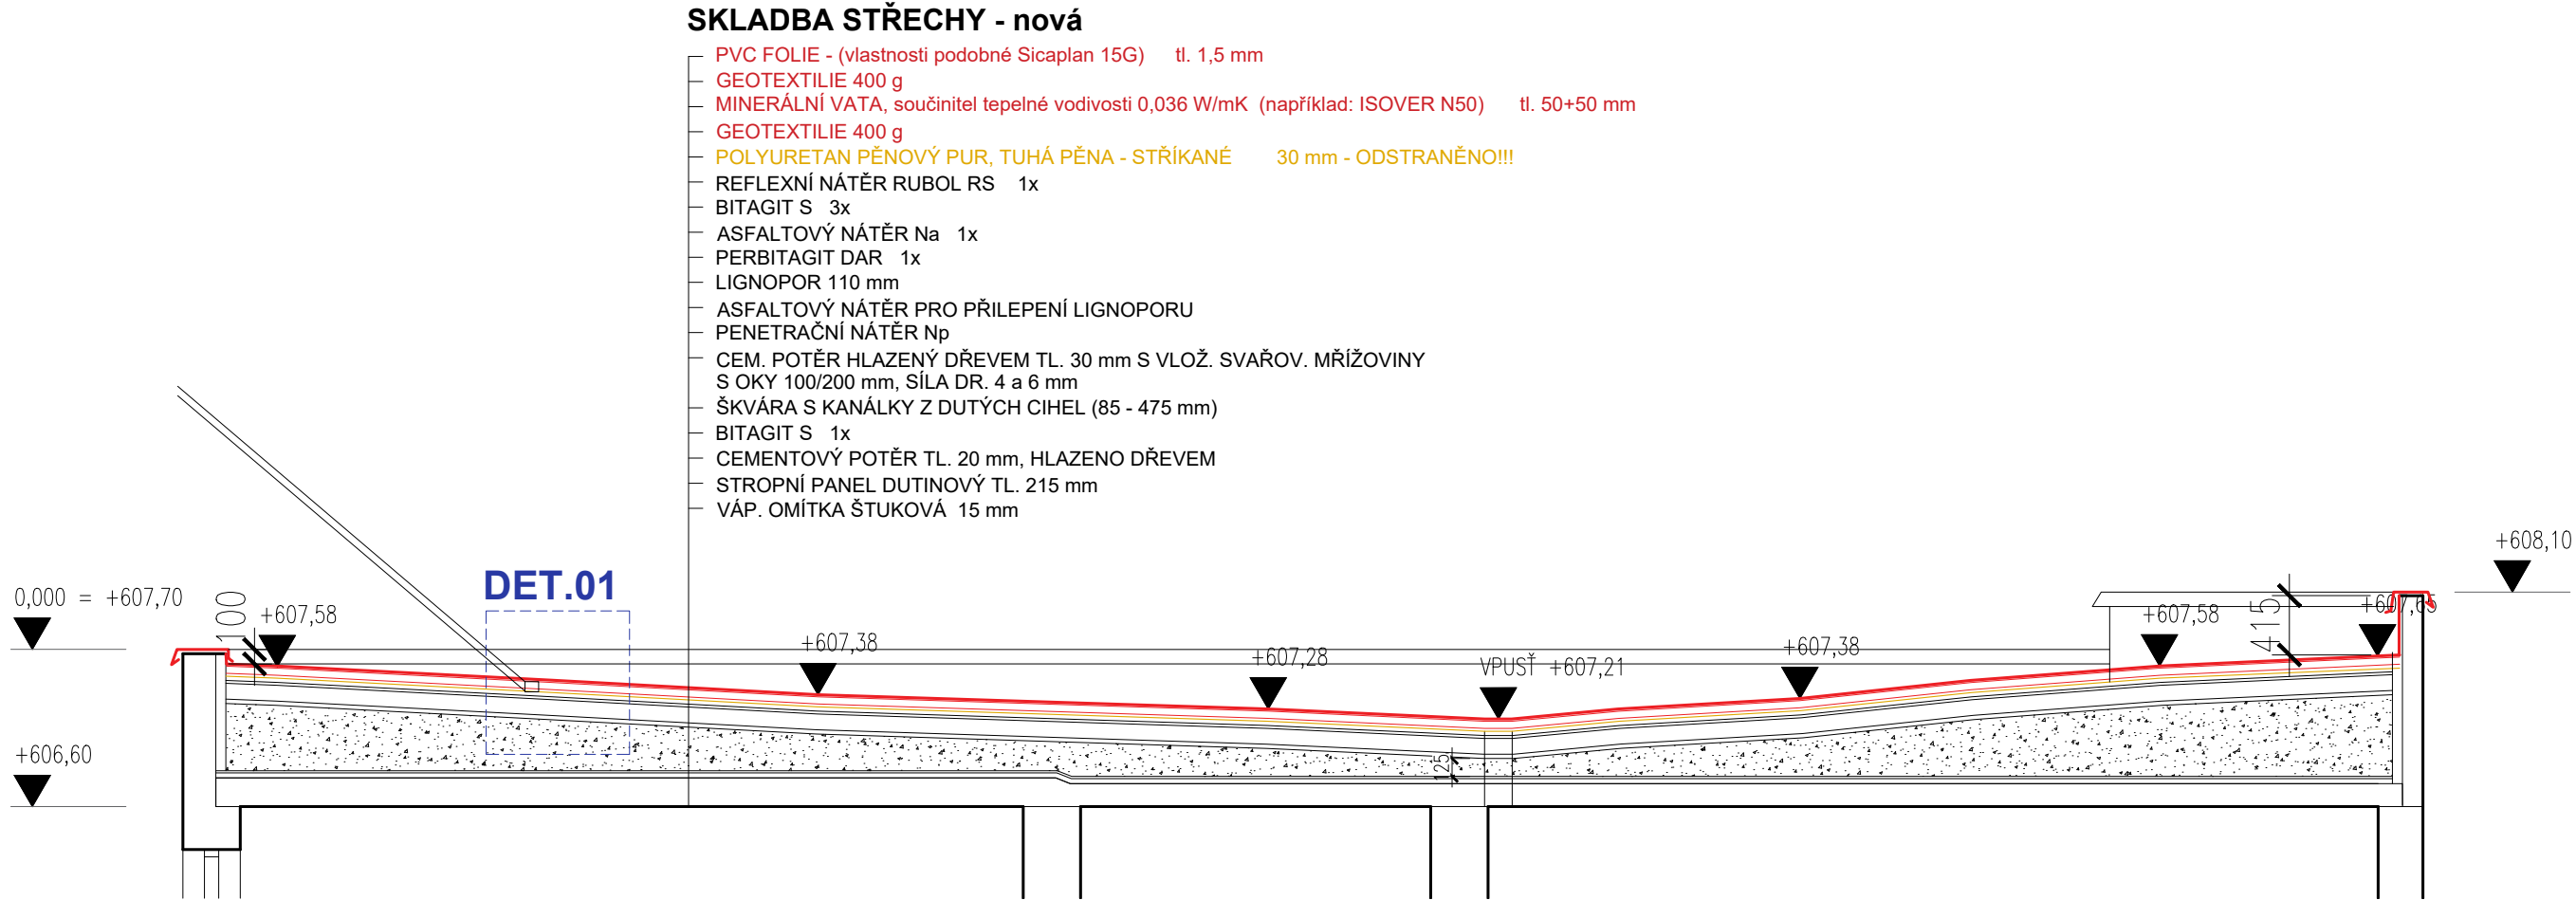 SKLADBA STŘECHY - nová
PVC FOLIE - (vlastnosti podobné Sicaplan 15G) tl. 1,5 mm
GEOTEXTILIE 400 g
MINERÁLNÍ VATA, součinitel tepelné vodivosti 0,036 W/mK (například: ISOVER N50) tl. 50+50 mm
GEOTEXTILIE 400 g
POLYURETAN PĚNOVÝ PUR, TUHÁ PĚNA - STŘÍKANÉ 30 mm - ODSTRANĚNO!!!
REFLEXNÍ NÁTĚR RUBOL RS 1x
BITAGIT S 3x
ASFALTOVÝ NÁTĚR Na 1x
PERBITAGIT DAR 1x
LIGNOPOR 110 mm
ASFALTOVÝ NÁTĚR PRO PŘILEPENÍ LIGNOPORU
PENETRAČNÍ NÁTĚR Np
CEM. POTĚR HLAZENÝ DŘEVEM TL. 30 mm S VLOŽ. SVAŘOV. MŘÍŽOVINY
S OKY 100/200 mm, SÍLA DR. 4 a 6 mm
ŠKVÁRA S KANÁLKY Z DUTÝCH CIHEL (85 - 475 mm)
BITAGIT S 1x
CEMENTOVÝ POTĚR TL. 20 mm, HLAZENO DŘEVEM
STROPNÍ PANEL DUTINOVÝ TL. 215 mm
VÁP. OMÍTKA ŠTUKOVÁ 15 mm
+608,10
DET.01
0,000 = +607,70
100
+607,58
+607,38
+607,28
VPUSŤ +607,21
+607,38
+607,58
415
+607,65
+606,60
125